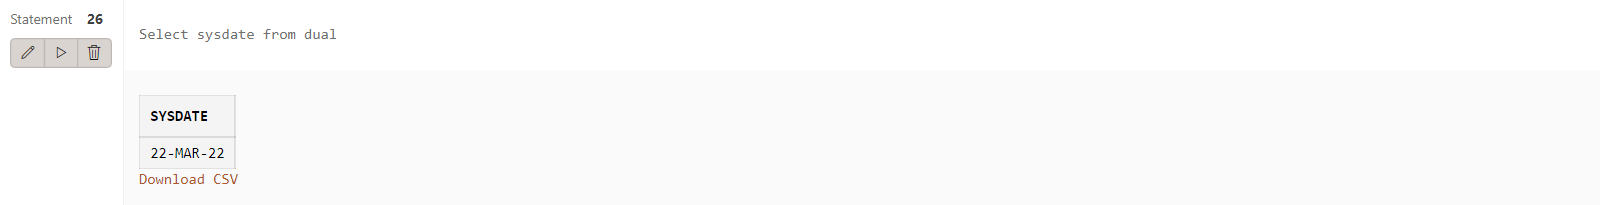 Statement 26
Select sysdate from dual
SYSDATE
22-MAR-22
Download CSV